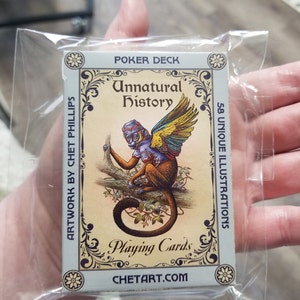 POKER DECK
Unnatural
History
ARTWORK BY CHET PHILLIPS
58 UNIQUE ILLUSTRATIONS
Playing Cards
CHETART.COM